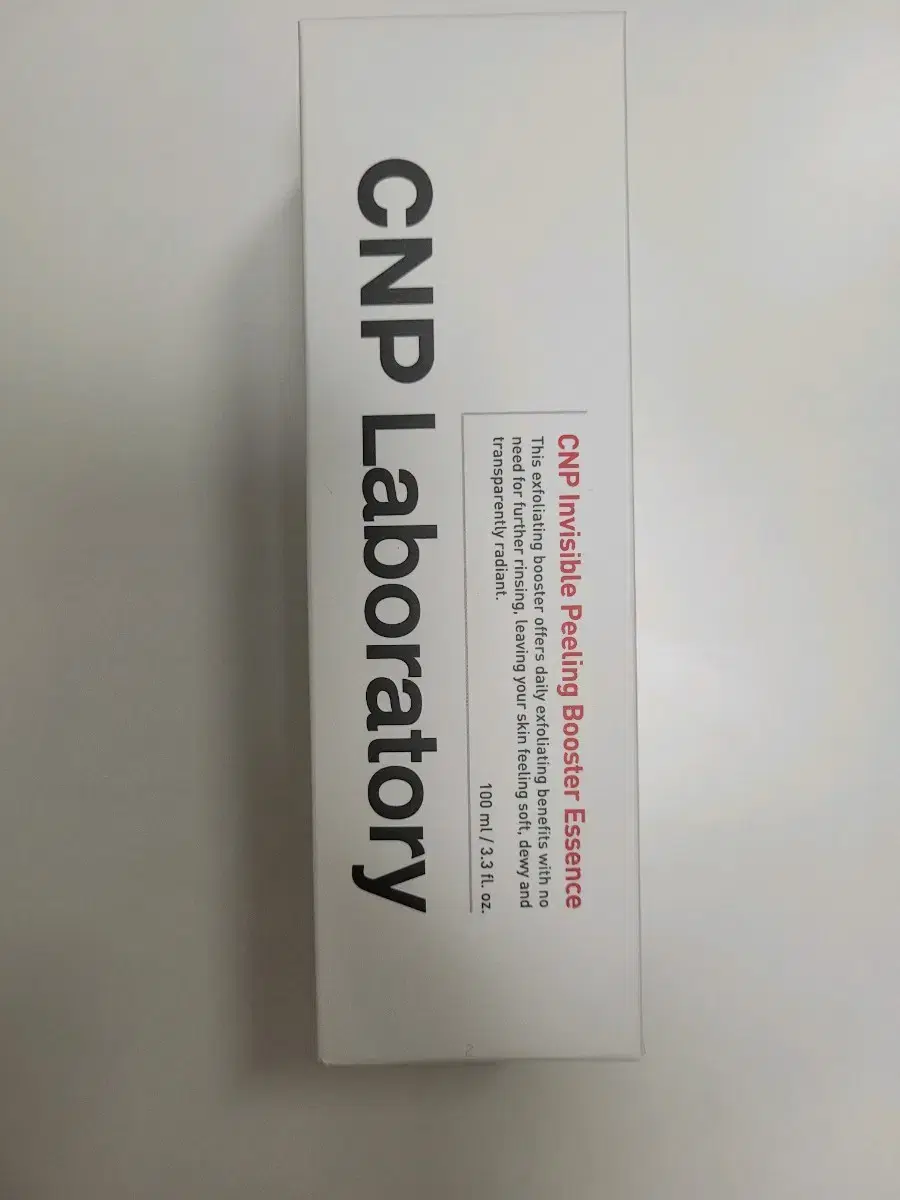 CNP Invisible Peeling Booster Essence
This exfoliating booster offers daily exfoliating benefits with no
need for further rinsing, leaving your skin feeling soft, dewy and
transparently radiant.
100 ml / 3.3 fl. oz.
CNP Laboratory